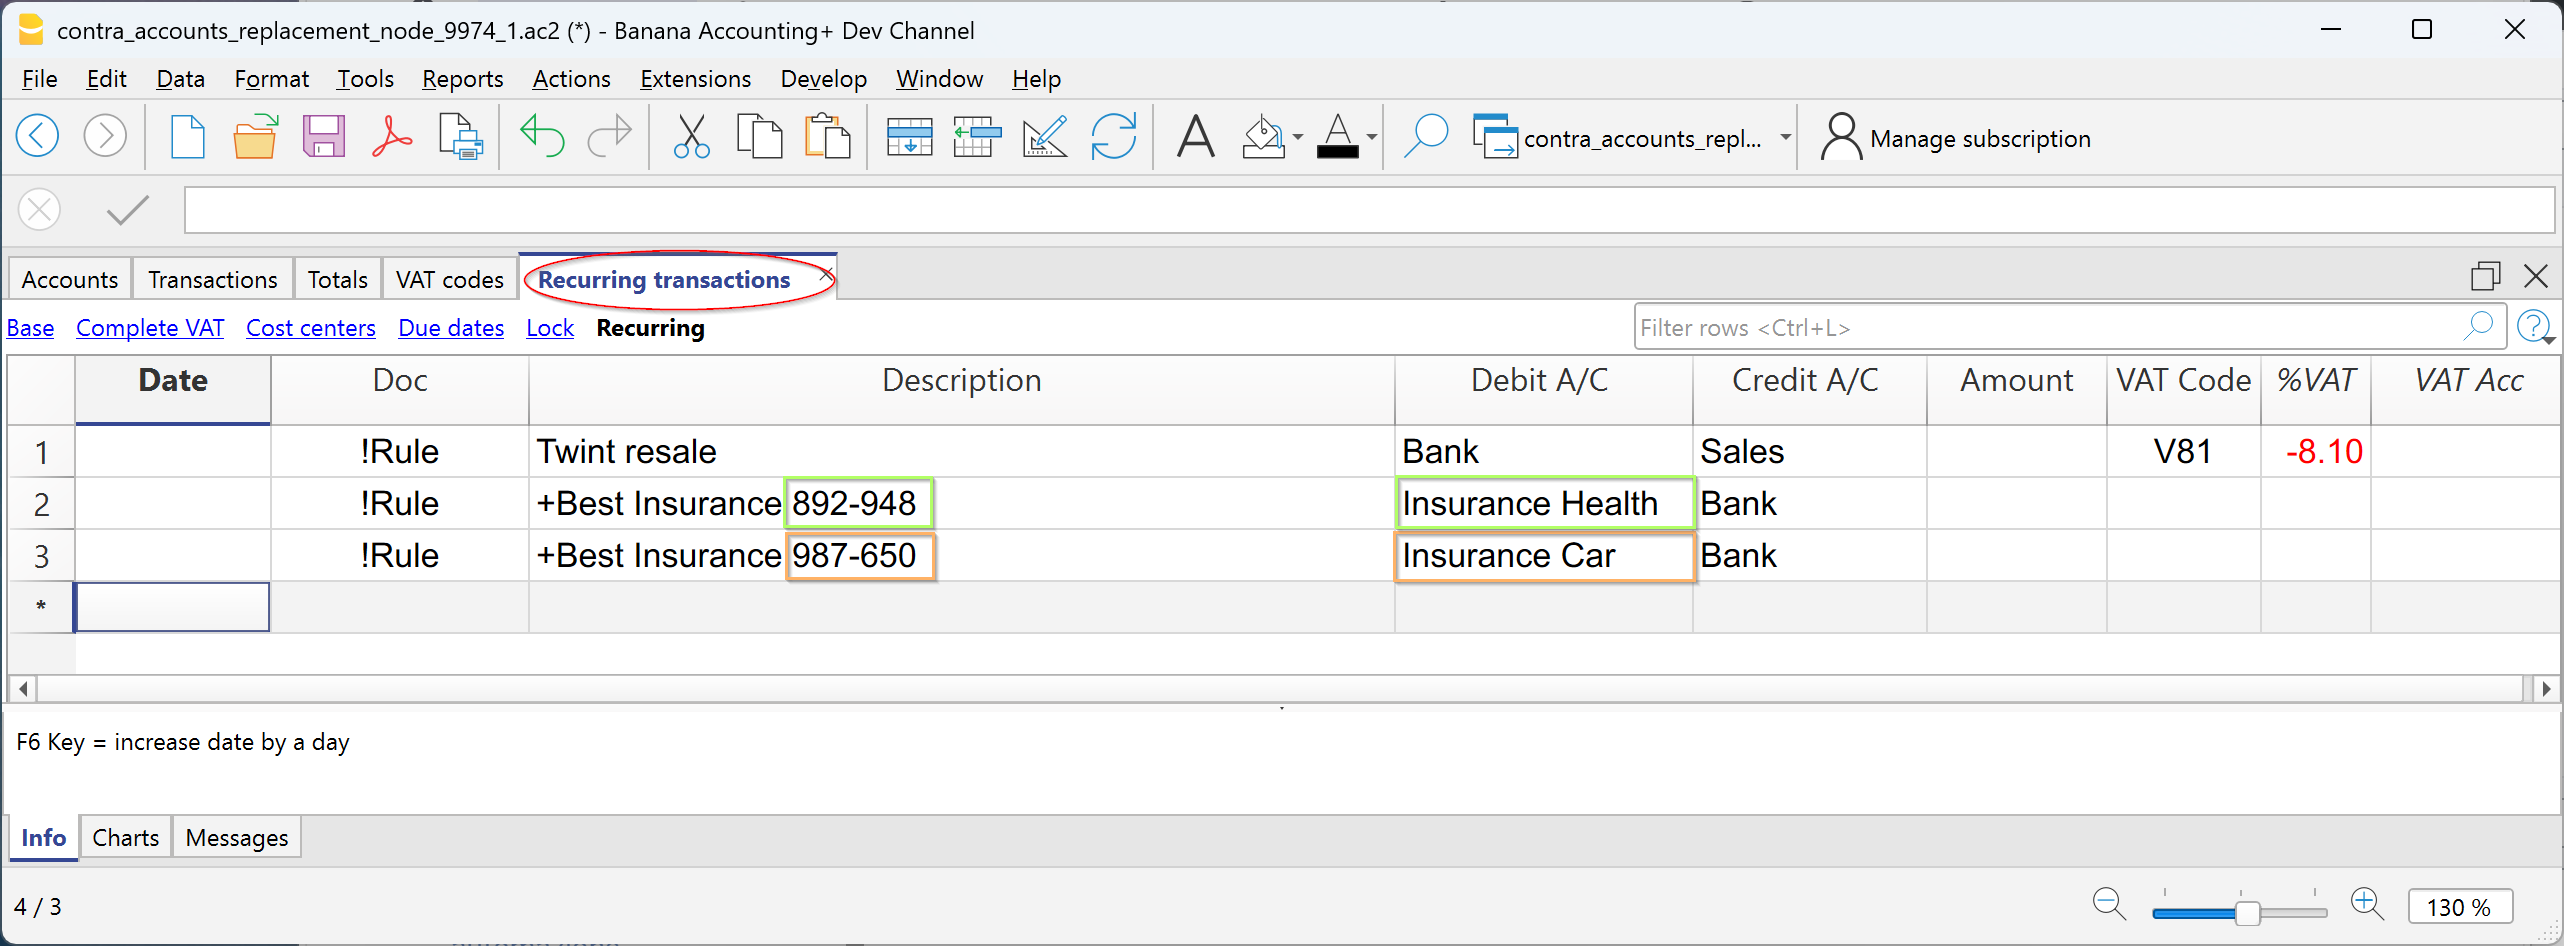 contra_accounts_replacement_node_9974_1.ac2 (*) - Banana Accounting+ Dev Channel
File Edit Data Format Tools Reports Actions Extensions Develop Window Help
contra_accounts_repl... Manage subscription
Accounts Transactions Totals VAT codes Recurring transactions
Base Complete VAT Cost centers Due dates Lock Recurring Filter rows <Ctrl+L>
Date Doc Description Debit A/C Credit A/C Amount VAT Code %VAT VAT Acc
1 !Rule Twint resale Bank Sales V81 -8.10
2 !Rule +Best Insurance 892-948 Insurance Health Bank
3 !Rule +Best Insurance 987-650 Insurance Car Bank
*
F6 Key = increase date by a day
Info Charts Messages
4 / 3 130 %